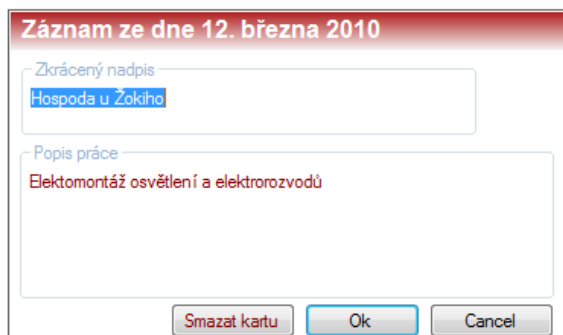 Záznam ze dne 12. března 2010
Zkrácený nadpis
Hospoda u Žokiho
Popis práce
Elektomontáž osvětlení a elektrorozvodů
Smazat kartu
Ok
Cancel